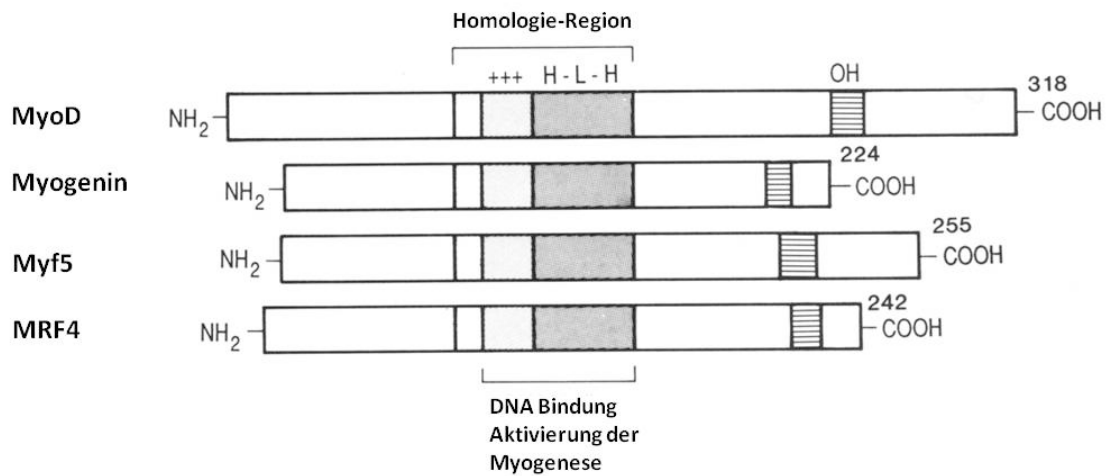 Homologie-Region
+++ H - L - H OH
MyoD NH2 318 COOH
Myogenin NH2 224 COOH
Myf5 NH2 255 COOH
MRF4 NH2 242 COOH
DNA Bindung
Aktivierung der
Myogenese